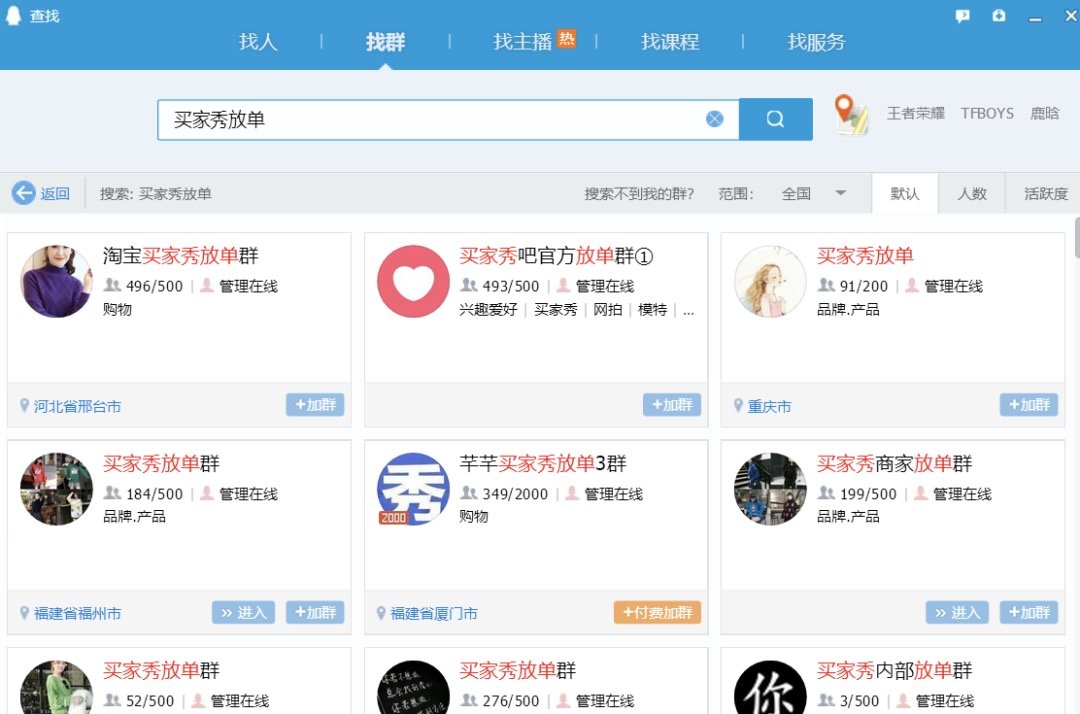 查找
找人 | 找群 | 找主播 热 | 找课程 | 找服务
买家秀放单
王者荣耀 TFBOYS 鹿晗
返回 搜索: 买家秀放单 搜索不到我的群? 范围: 全国 默认 人数 活跃度
淘宝买家秀放单群
496/500 | 管理在线
购物
河北省邢台市 +加群
买家秀吧官方放单群①
493/500 | 管理在线
兴趣爱好 | 买家秀 | 网拍 | 模特 | ...
+加群
买家秀放单
91/200 | 管理在线
品牌.产品
重庆市 +加群
买家秀放单群
184/500 | 管理在线
品牌.产品
福建省福州市 >> 进入 +加群
秀
2000
芊芊买家秀放单3群
349/2000 | 管理在线
购物
福建省厦门市 +付费加群
买家秀商家放单群
199/500 | 管理在线
品牌.产品
>> 进入 +加群
买家秀放单群
52/500 | 管理在线
买家秀放单群
276/500 | 管理在线
你
买家秀内部放单群
3/500 | 管理在线